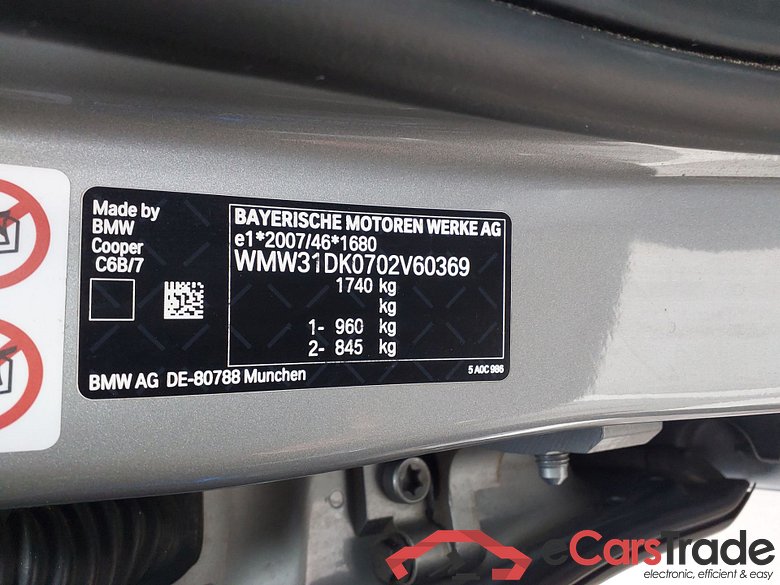 Made by
BMW
Cooper
C6B/7
BAYERISCHE MOTOREN WERKE AG
e1*2007/46*1680
WMW31DK0702V60369
1740 kg
kg
1- 960 kg
2- 845 kg
BMW AG DE-80788 Munchen
5 A0C 986
eCarsTrade
electronic, efficient & easy